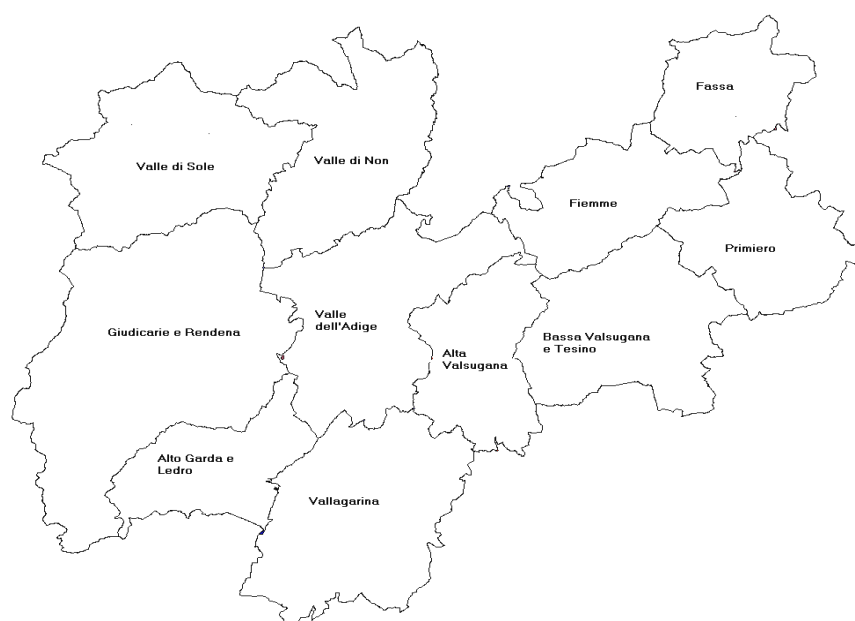 Fassa
Valle di Sole
Valle di Non
Fiemme
Primiero
Giudicarie e Rendena
Valle
dell'Adige
Alta
Valsugana
Bassa Valsugana
e Tesino
Alto Garda e
Ledro
Vallagarina